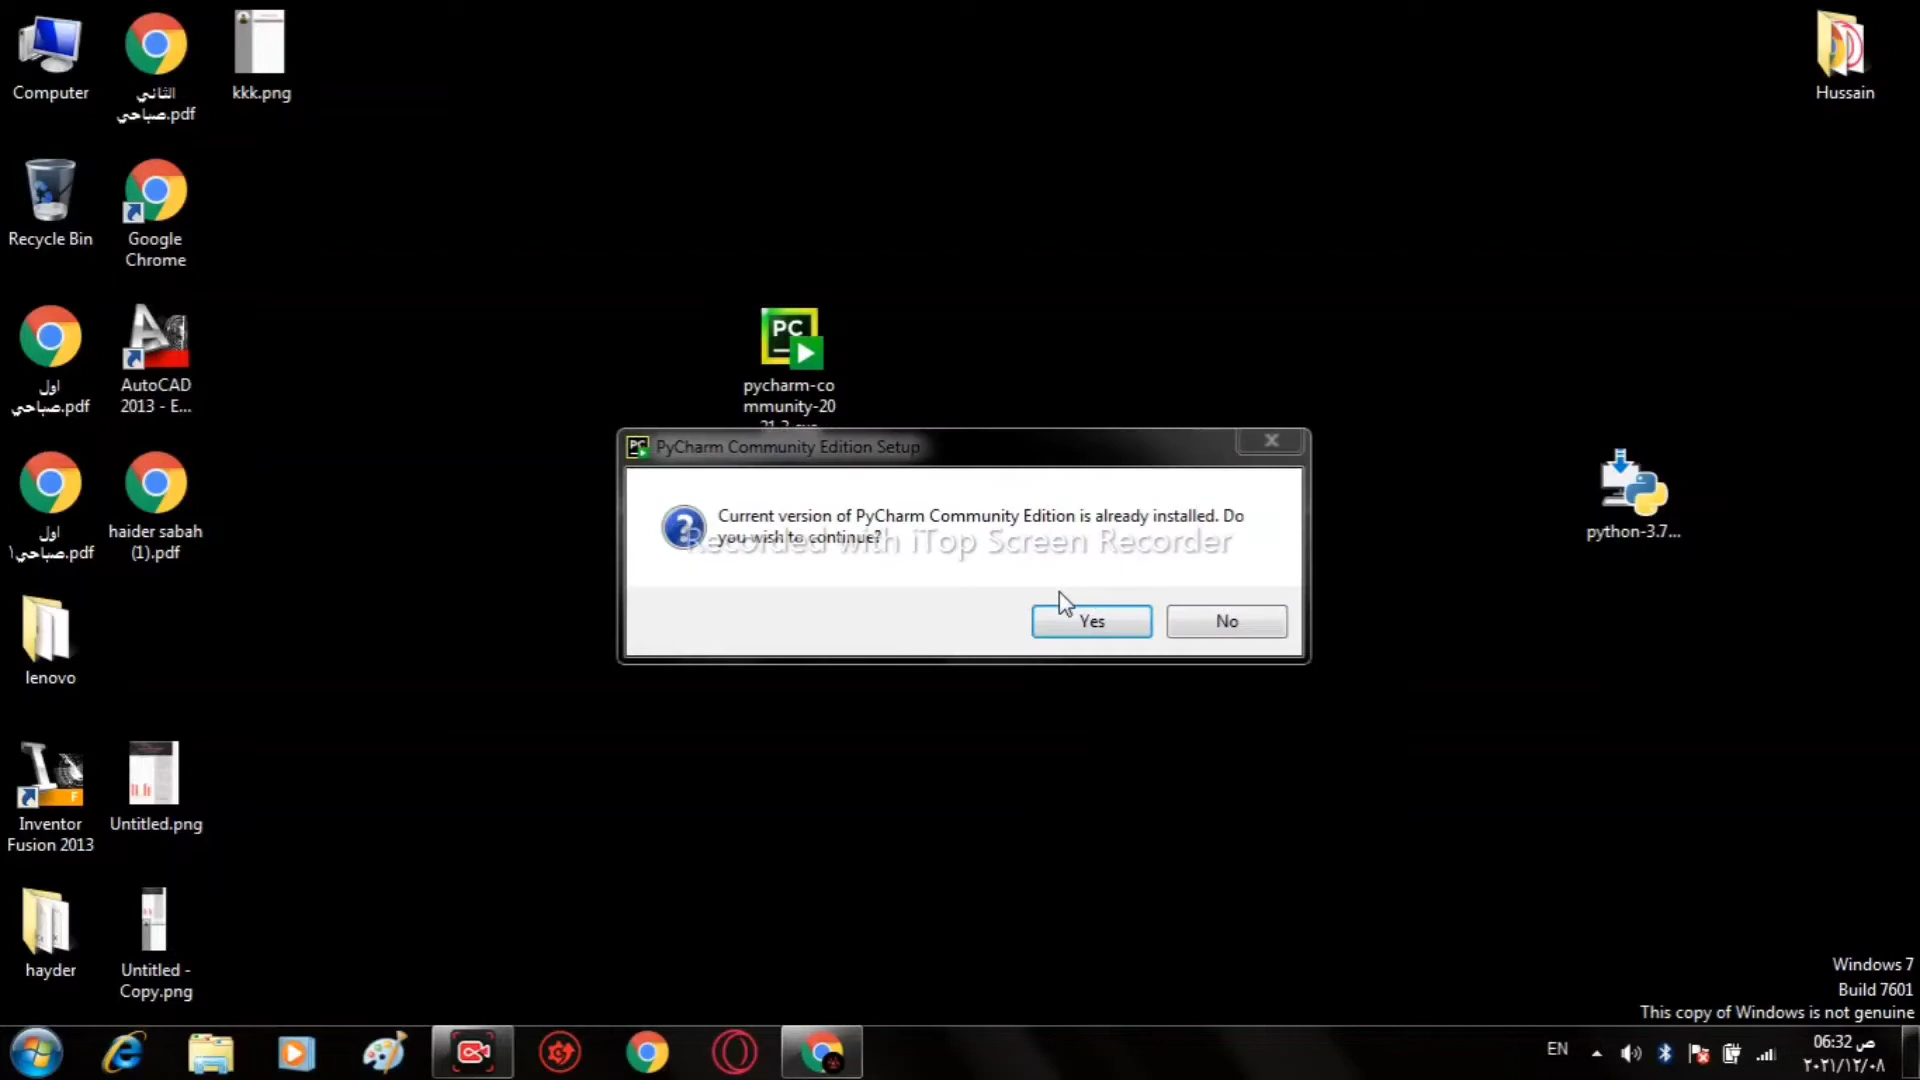 Computer
الثاني
صباحي.pdf
kkk.png
Hussain
Recycle Bin
Google
Chrome
اول
صباحي.pdf
AutoCAD
2013 - E...
PC
pycharm-co
mmunity-20
21.3.exe
PyCharm Community Edition Setup
Current version of PyCharm Community Edition is already installed. Do
you wish to continue?
Recorded with iTop Screen Recorder
Yes
No
اول
صباحي١.pdf
haider sabah
(1).pdf
python-3.7...
lenovo
Inventor
Fusion 2013
Untitled.png
hayder
Untitled -
Copy.png
Windows 7
Build 7601
This copy of Windows is not genuine
EN
06:32 ص
٢٠٢١/١٢/٠٨